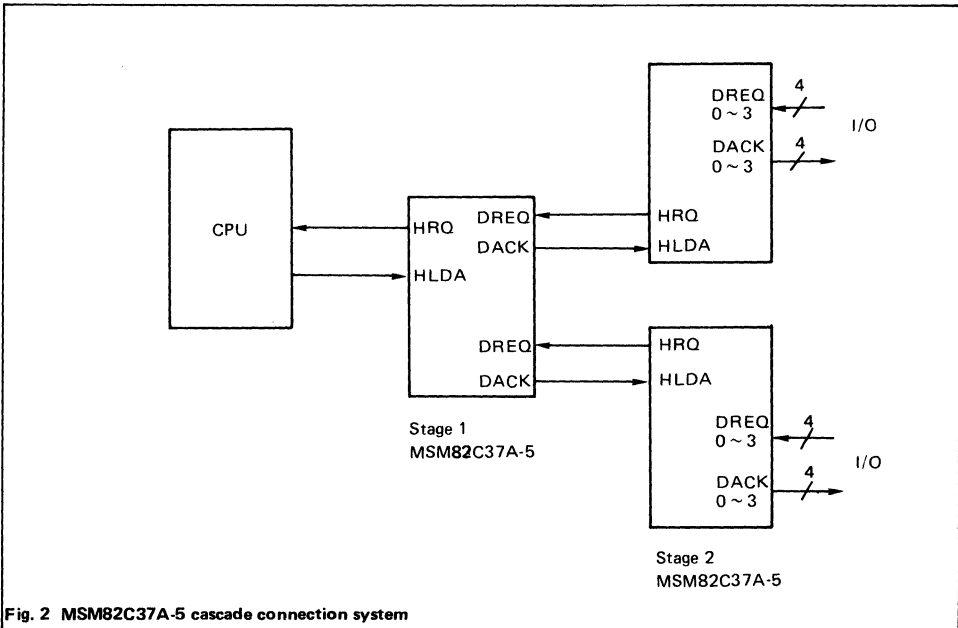 4
DREQ
0 ~ 3
I/O
4
DACK
0 ~ 3
CPU
HRQ
DREQ
HRQ
DACK
HLDA
HLDA
DREQ
HRQ
DACK
HLDA
Stage 1
MSM82C37A-5
4
DREQ
0 ~ 3
I/O
4
DACK
0 ~ 3
Stage 2
MSM82C37A-5
Fig. 2 MSM82C37A-5 cascade connection system